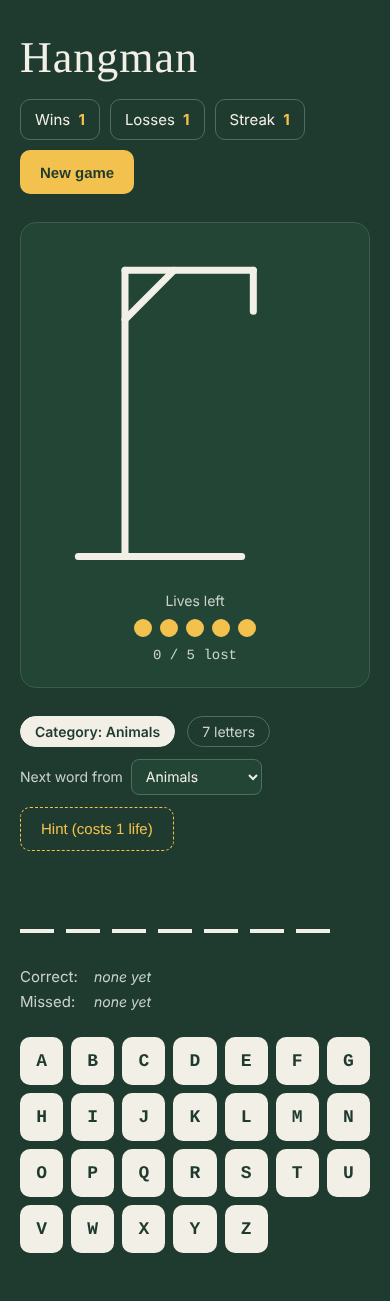 Hangman
Wins 1 Losses 1 Streak 1
New game
Lives left
0 / 5 lost
Category: Animals 7 letters
Next word from Animals
Hint (costs 1 life)
Correct: none yet
Missed: none yet
A B C D E F G
H I J K L M N
O P Q R S T U
V W X Y Z